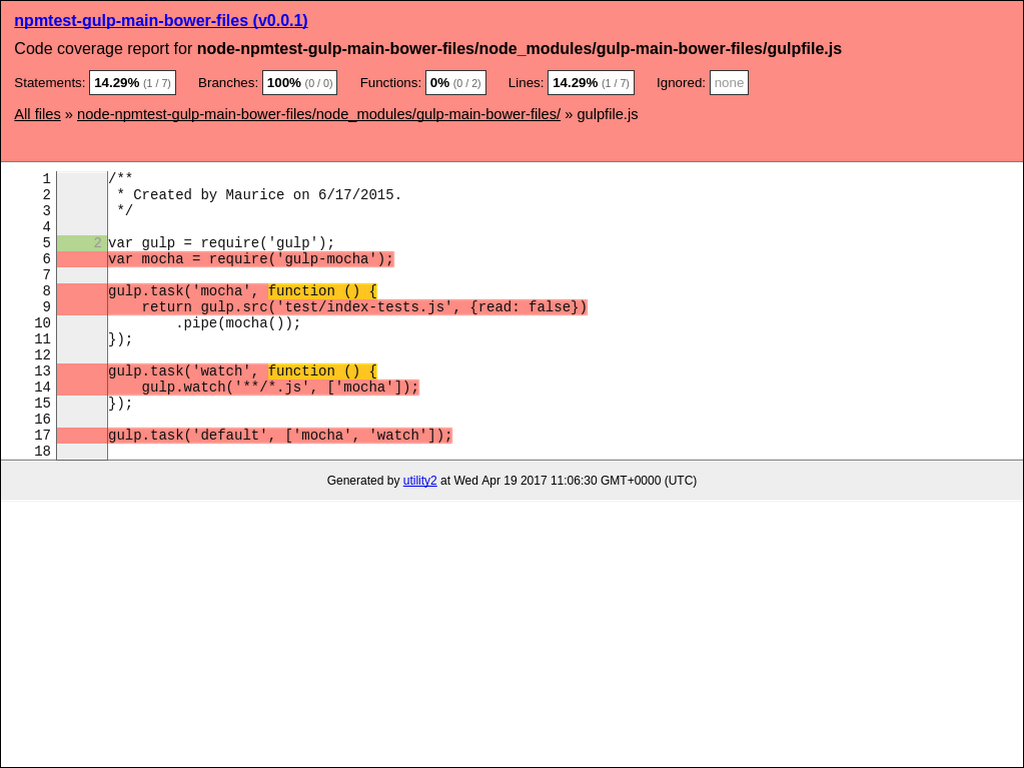 npmtest-gulp-main-bower-files (v0.0.1)
Code coverage report for node-npmtest-gulp-main-bower-files/node_modules/gulp-main-bower-files/gulpfile.js
Statements: 14.29% (1 / 7) Branches: 100% (0 / 0) Functions: 0% (0 / 2) Lines: 14.29% (1 / 7) Ignored: none
All files » node-npmtest-gulp-main-bower-files/node_modules/gulp-main-bower-files/ » gulpfile.js
1 /**
2  * Created by Maurice on 6/17/2015.
3  */
4
5 2 var gulp = require('gulp');
6 var mocha = require('gulp-mocha');
7
8 gulp.task('mocha', function () {
9     return gulp.src('test/index-tests.js', {read: false})
10         .pipe(mocha());
11 });
12
13 gulp.task('watch', function () {
14     gulp.watch('**/*.js', ['mocha']);
15 });
16
17 gulp.task('default', ['mocha', 'watch']);
18
Generated by utility2 at Wed Apr 19 2017 11:06:30 GMT+0000 (UTC)